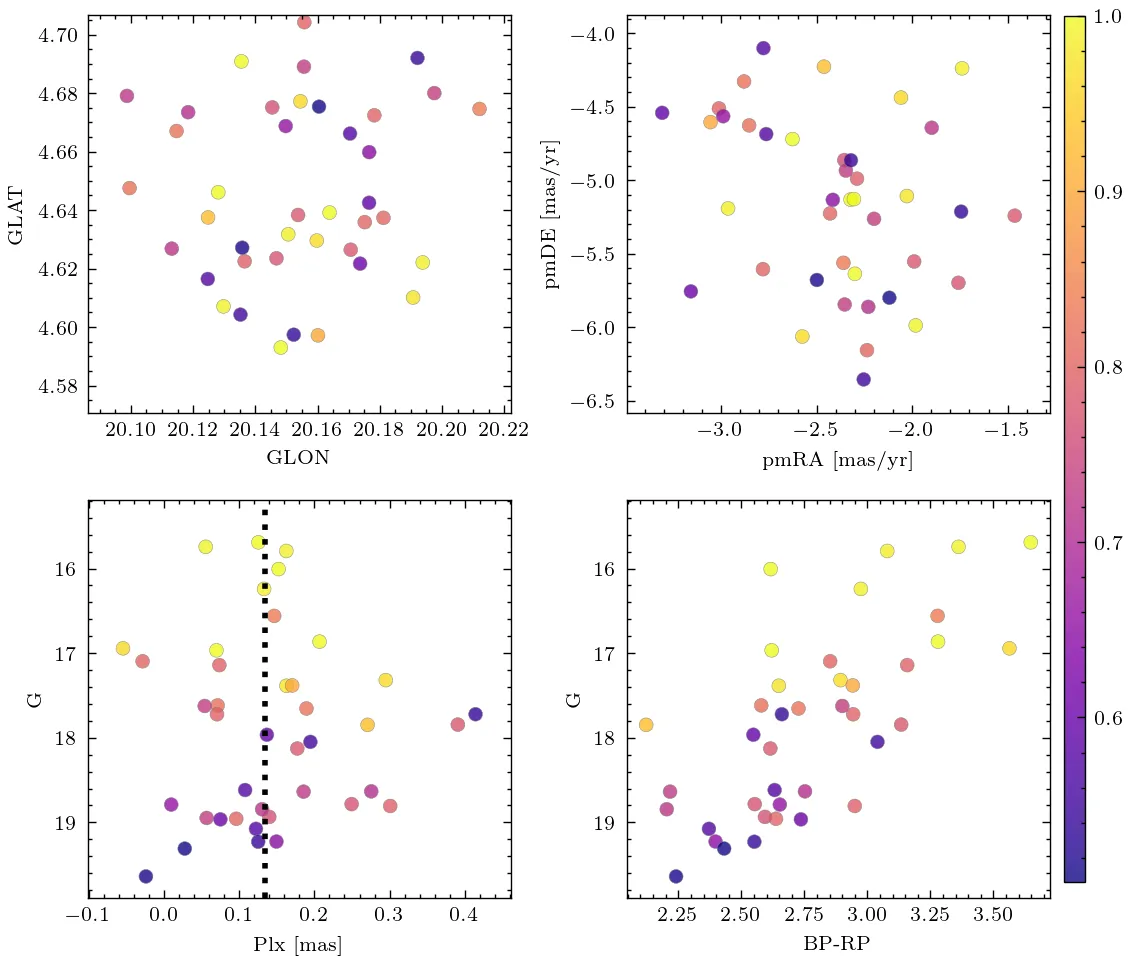 4.70
4.68
4.66
4.64
4.62
4.60
4.58
GLAT
20.10 20.12 20.14 20.16 20.18 20.20 20.22
GLON
−4.0
−4.5
−5.0
−5.5
−6.0
−6.5
pmDE [mas/yr]
−3.0 −2.5 −2.0 −1.5
pmRA [mas/yr]
1.0
0.9
0.8
0.7
0.6
16
17
18
19
G
−0.1 0.0 0.1 0.2 0.3 0.4
Plx [mas]
16
17
18
19
G
2.25 2.50 2.75 3.00 3.25 3.50
BP-RP